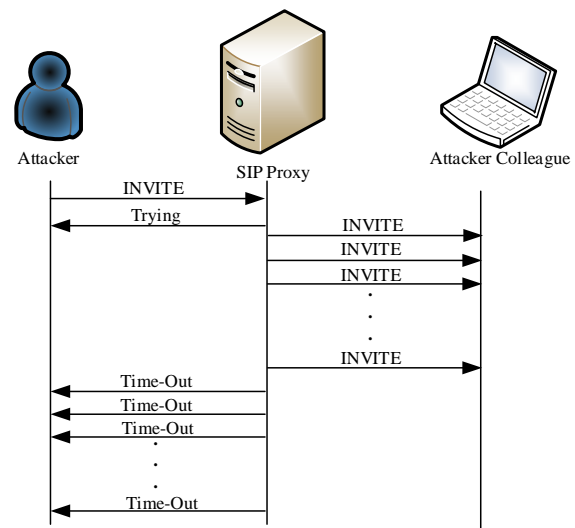 Attacker
SIP Proxy
Attacker Colleague
INVITE
Trying
INVITE
INVITE
INVITE
.
.
.
INVITE
Time-Out
Time-Out
Time-Out
.
.
.
Time-Out